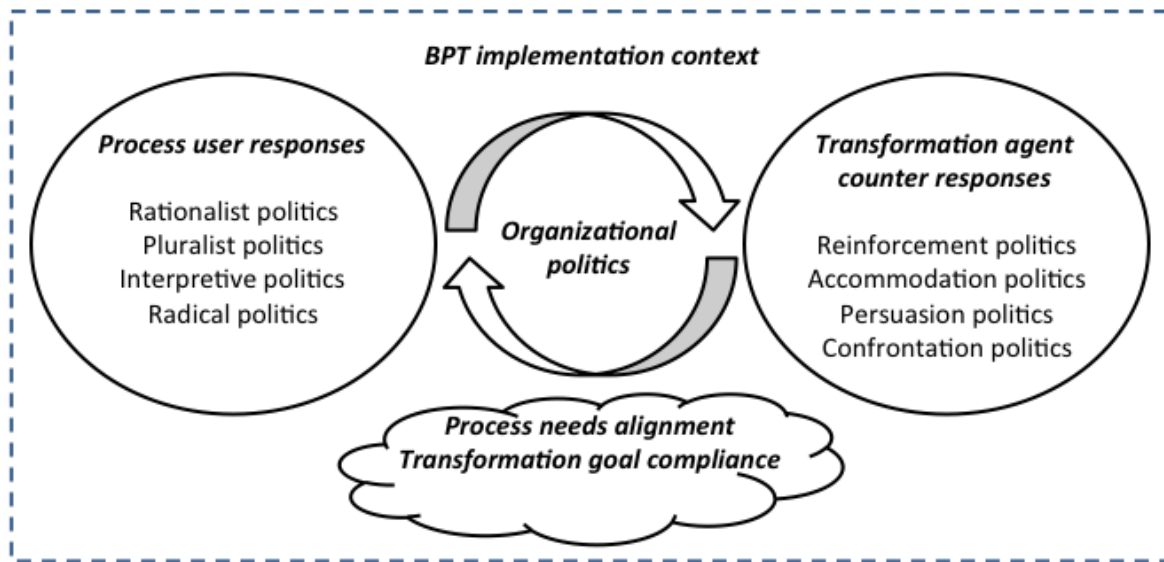 BPT implementation context
Process user responses
Rationalist politics
Pluralist politics
Interpretive politics
Radical politics
Organizational
politics
Transformation agent
counter responses
Reinforcement politics
Accommodation politics
Persuasion politics
Confrontation politics
Process needs alignment
Transformation goal compliance